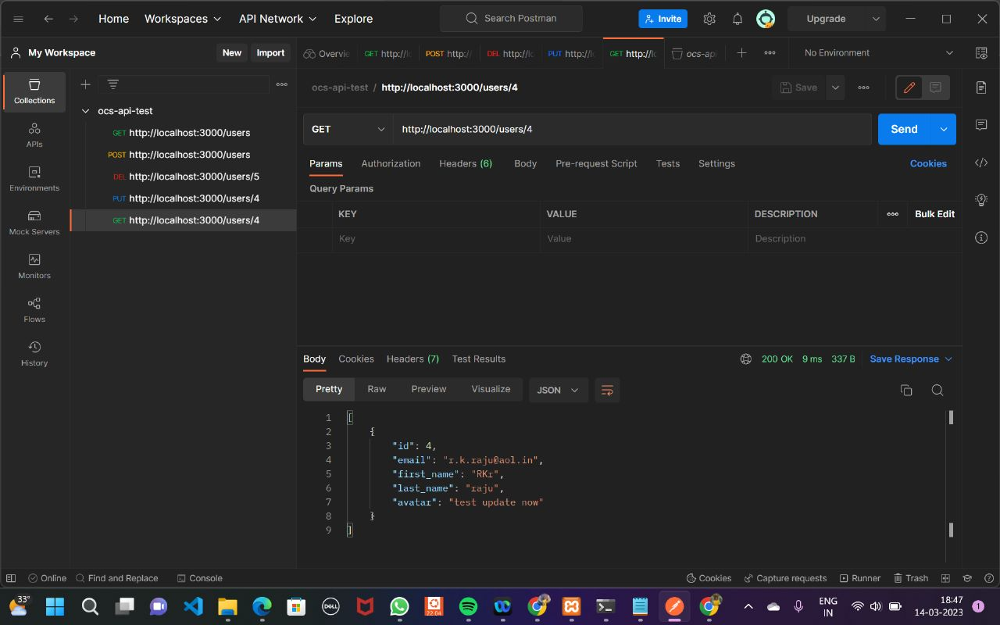 Home Workspaces API Network Explore Search Postman Invite Upgrade
My Workspace New Import Overvie GET http://l POST http:/ DEL http://lo PUT http://l GET http://lo ocs-api No Environment
ocs-api-test / http://localhost:3000/users/4 Save
Collections
APIs
Environments
Mock Servers
Monitors
Flows
History
ocs-api-test
GET http://localhost:3000/users
POST http://localhost:3000/users
DEL http://localhost:3000/users/5
PUT http://localhost:3000/users/4
GET http://localhost:3000/users/4
GET http://localhost:3000/users/4 Send
Params Authorization Headers (6) Body Pre-request Script Tests Settings Cookies
Query Params
KEY VALUE DESCRIPTION Bulk Edit
Key Value Description
Body Cookies Headers (7) Test Results 200 OK 9 ms 337 B Save Response
Pretty Raw Preview Visualize JSON
1 [
2 {
3 "id": 4,
4 "email": "r.k.raju@aol.in",
5 "first_name": "RKr",
6 "last_name": "raju",
7 "avatar": "test update now"
8 }
9 ]
Online Find and Replace Console Cookies Capture requests Runner Trash
33° DELL 22.04 ENG 18:47
IN 14-03-2023 1